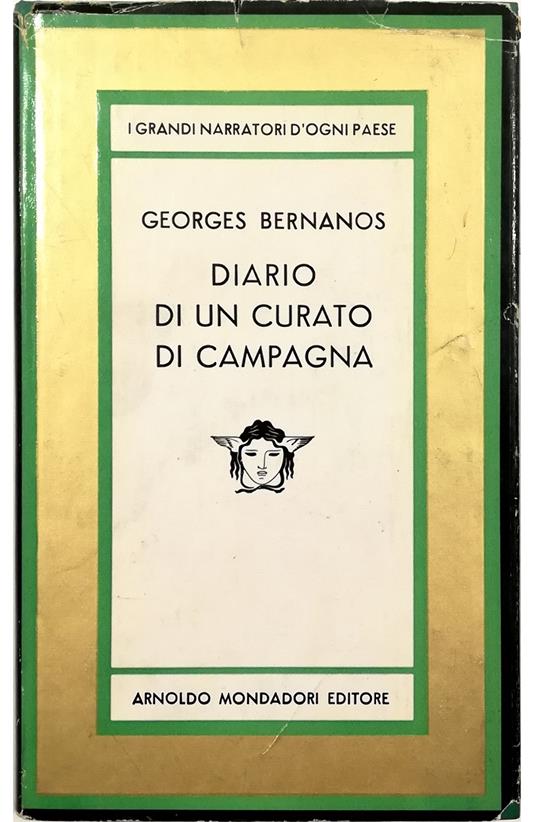 I GRANDI NARRATORI D'OGNI PAESE
GEORGES BERNANOS
DIARIO
DI UN CURATO
DI CAMPAGNA
ARNOLDO MONDADORI EDITORE